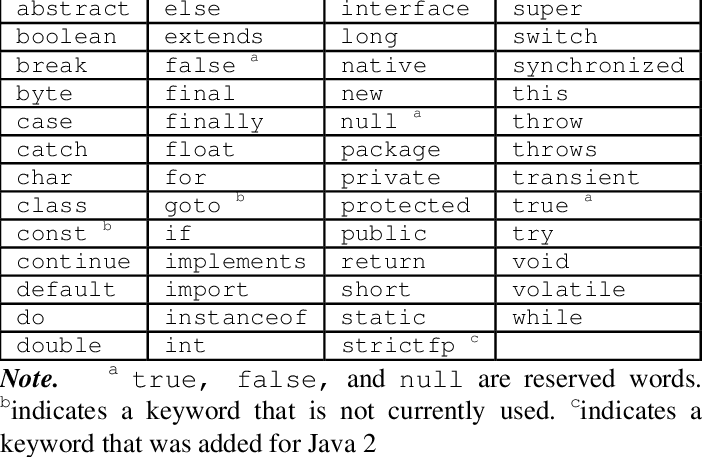 abstract else interface super
boolean extends long switch
break false a native synchronized
byte final new this
case finally null a throw
catch float package throws
char for private transient
class goto b protected true a
const b if public try
continue implements return void
default import short volatile
do instanceof static while
double int strictfp c
Note. a true, false, and null are reserved words.
bindicates a keyword that is not currently used. cindicates a
keyword that was added for Java 2